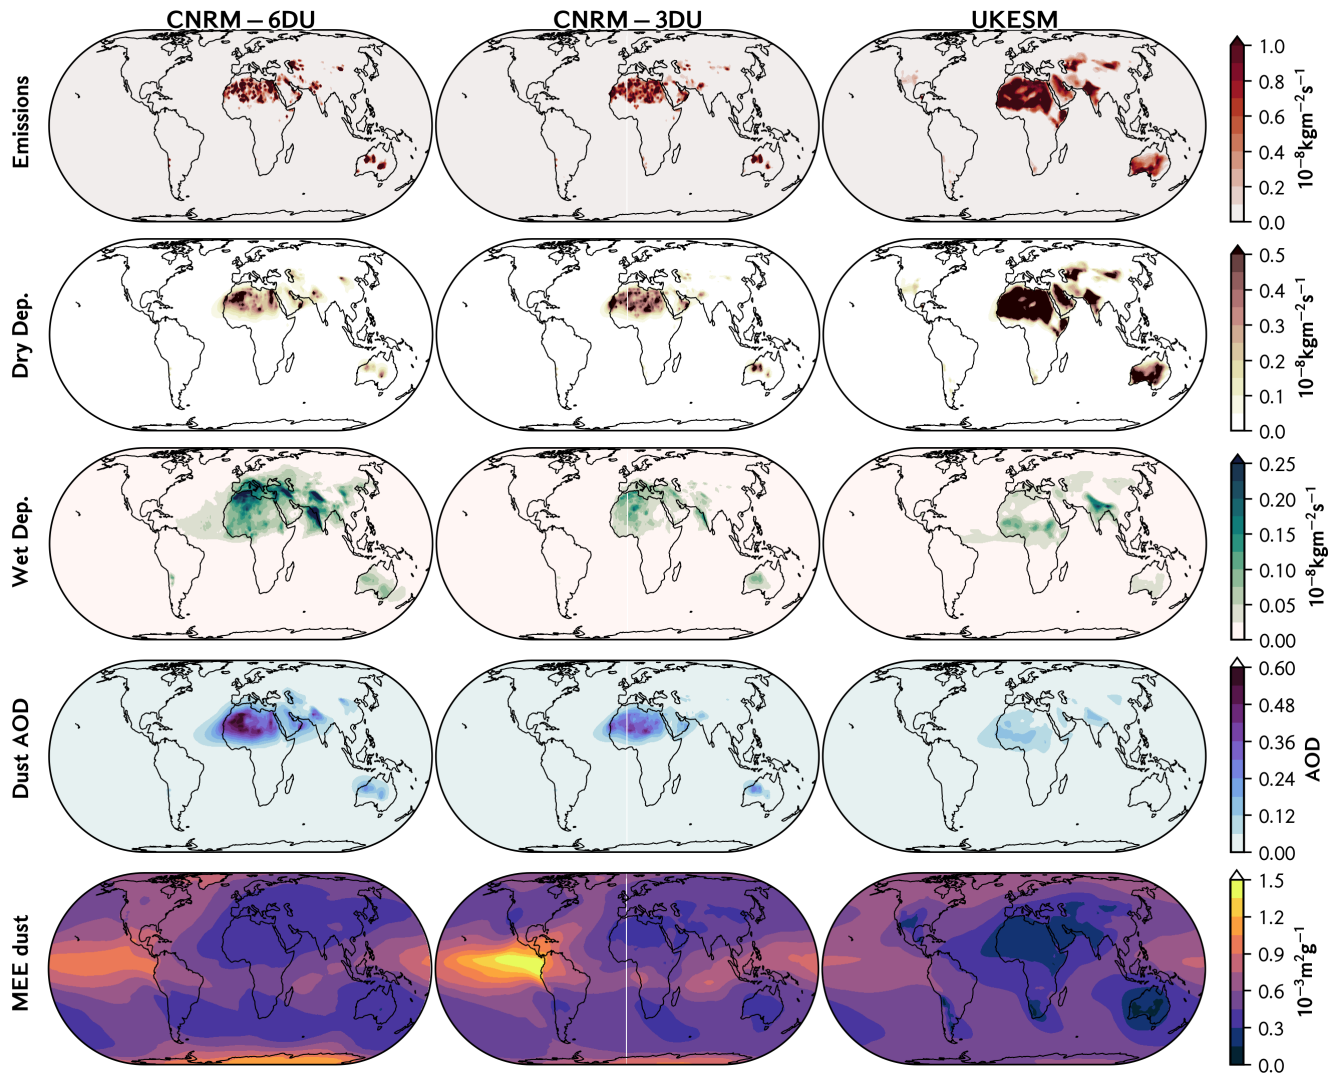 CNRM – 6DU CNRM – 3DU UKESM
Emissions
1.0
0.8
0.6
0.4
0.2
0.0
10⁻⁸kgm⁻²s⁻¹
Dry Dep.
0.5
0.4
0.3
0.2
0.1
0.0
10⁻⁸kgm⁻²s⁻¹
Wet Dep.
0.25
0.20
0.15
0.10
0.05
0.00
10⁻⁸kgm⁻²s⁻¹
Dust AOD
0.60
0.48
0.36
0.24
0.12
0.00
AOD
MEE dust
1.5
1.2
0.9
0.6
0.3
0.0
10⁻³m²g⁻¹